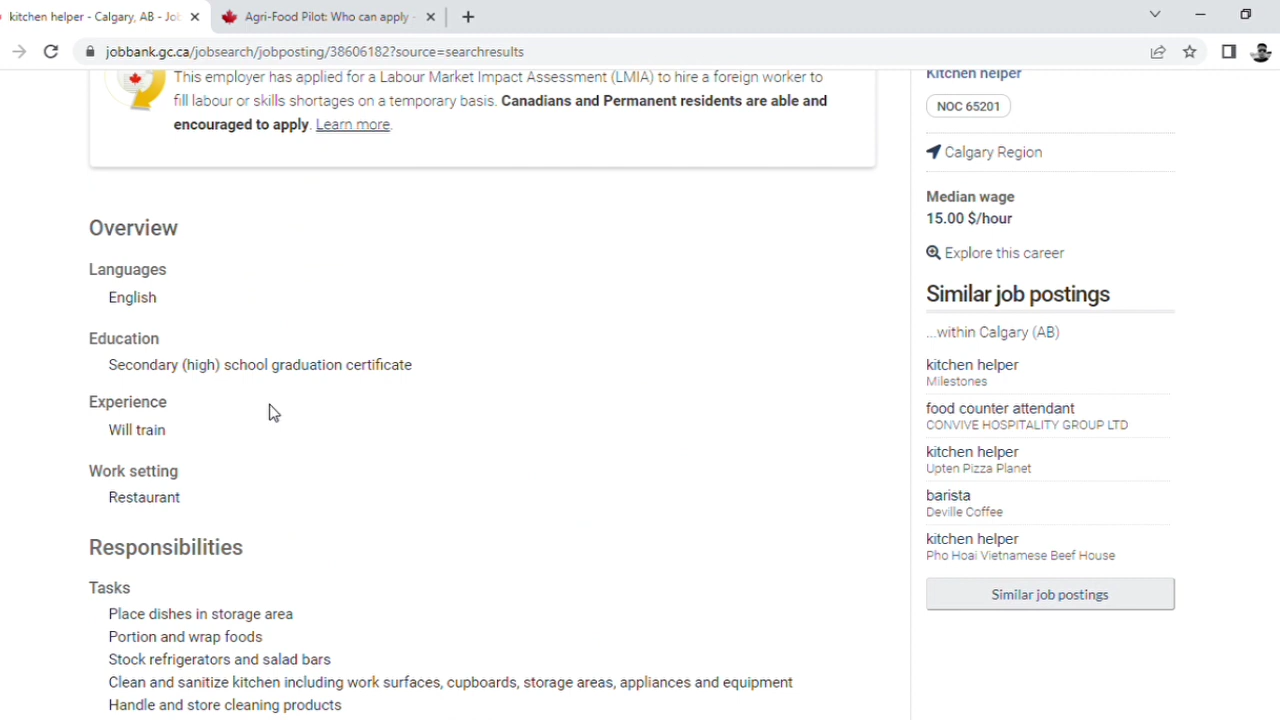 kitchen helper - Calgary, AB - Jo
Agri-Food Pilot: Who can apply -
jobbank.gc.ca/jobsearch/jobposting/38606182?source=searchresults
This employer has applied for a Labour Market Impact Assessment (LMIA) to hire a foreign worker to
fill labour or skills shortages on a temporary basis. Canadians and Permanent residents are able and
encouraged to apply. Learn more.
Overview
Languages
English
Education
Secondary (high) school graduation certificate
Experience
Will train
Work setting
Restaurant
Responsibilities
Tasks
Place dishes in storage area
Portion and wrap foods
Stock refrigerators and salad bars
Clean and sanitize kitchen including work surfaces, cupboards, storage areas, appliances and equipment
Handle and store cleaning products
Kitchen helper
NOC 65201
Calgary Region
Median wage
15.00 $/hour
Explore this career
Similar job postings
...within Calgary (AB)
kitchen helper
Milestones
food counter attendant
CONVIVE HOSPITALITY GROUP LTD
kitchen helper
Upten Pizza Planet
barista
Deville Coffee
kitchen helper
Pho Hoai Vietnamese Beef House
Similar job postings